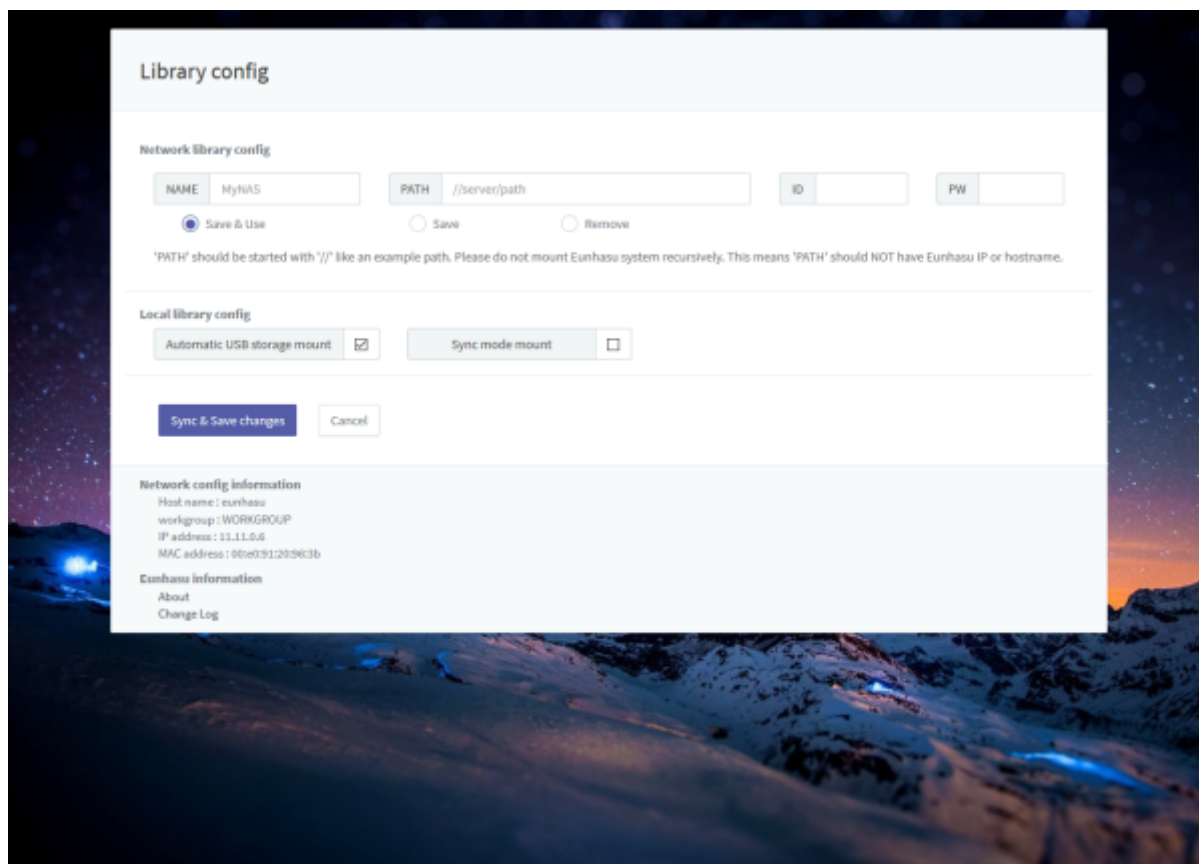 Library config
Network library config
NAME MyNAS PATH //server/path ID PW
Save & Use Save Remove
'PATH' should be started with '//' like an example path. Please do not mount Eunhasu system recursively. This means 'PATH' should NOT have Eunhasu IP or hostname.
Local library config
Automatic USB storage mount Sync mode mount
Sync & Save changes Cancel
Network config information
Host name : eunhasu
workgroup : WORKGROUP
IP address : 11.11.0.6
MAC address : 00:e0:91:20:96:3b
Eunhasu information
About
Change Log